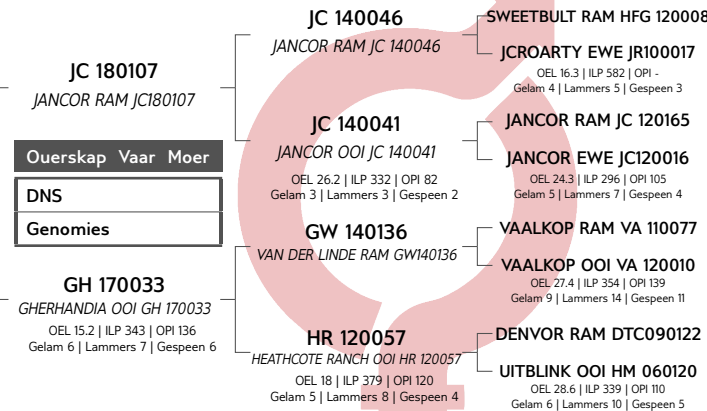 JC 180107
JANCOR RAM JC180107
Ouerskap Vaar Moer
DNS
Genomies
GH 170033
GHERHANDIA OOI GH 170033
OEL 15.2 | ILP 343 | OPI 136
Gelam 6 | Lammers 7 | Gespeen 6
JC 140046
JANCOR RAM JC 140046
JC 140041
JANCOR OOI JC 140041
OEL 26.2 | ILP 332 | OPI 82
Gelam 3 | Lammers 3 | Gespeen 2
GW 140136
VAN DER LINDE RAM GW140136
HR 120057
HEATHCOTE RANCH OOI HR 120057
OEL 18 | ILP 379 | OPI 120
Gelam 5 | Lammers 8 | Gespeen 4
SWEETBULT RAM HFG 120008
JCROARTY EWE JR100017
OEL 16.3 | ILP 582 | OPI -
Gelam 4 | Lammers 5 | Gespeen 3
JANCOR RAM JC 120165
JANCOR EWE JC120016
OEL 24.3 | ILP 296 | OPI 105
Gelam 5 | Lammers 7 | Gespeen 4
VAALKOP RAM VA 110077
VAALKOP OOI VA 120010
OEL 27.4 | ILP 354 | OPI 139
Gelam 9 | Lammers 14 | Gespeen 11
DENVOR RAM DTC090122
UITBLINK OOI HM 060120
OEL 28.6 | ILP 339 | OPI 110
Gelam 6 | Lammers 10 | Gespeen 5